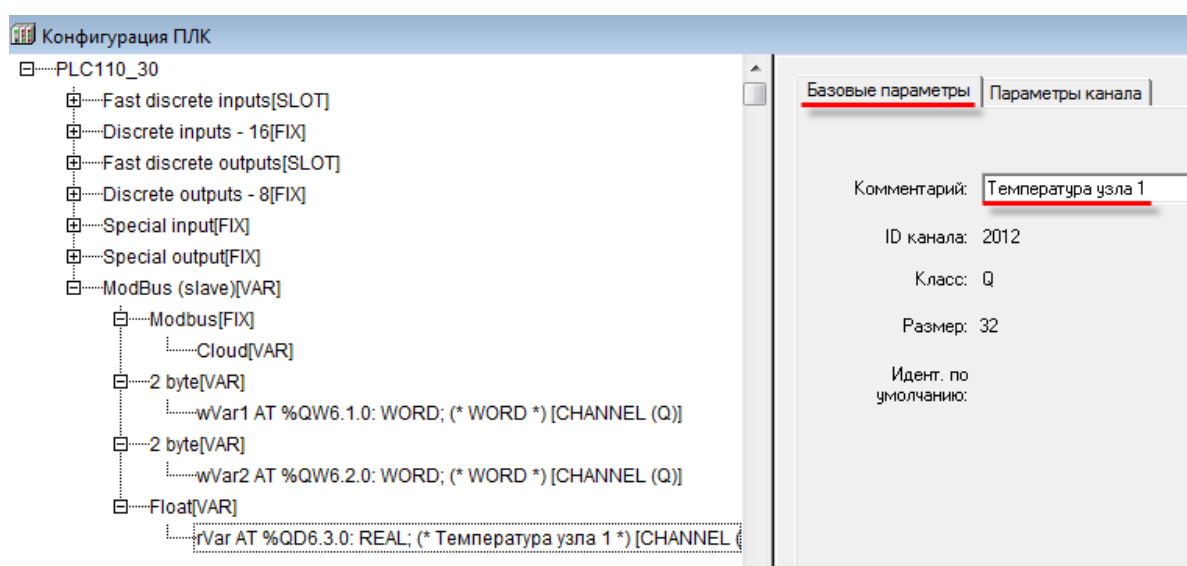 Конфигурация ПЛК
PLC110_30
Fast discrete inputs[SLOT]
Discrete inputs - 16[FIX]
Fast discrete outputs[SLOT]
Discrete outputs - 8[FIX]
Special input[FIX]
Special output[FIX]
ModBus (slave)[VAR]
Modbus[FIX]
Cloud[VAR]
2 byte[VAR]
wVar1 AT %QW6.1.0: WORD; (* WORD *) [CHANNEL (Q)]
2 byte[VAR]
wVar2 AT %QW6.2.0: WORD; (* WORD *) [CHANNEL (Q)]
Float[VAR]
rVar AT %QD6.3.0: REAL; (* Температура узла 1 *) [CHANNEL (
Базовые параметры Параметры канала
Комментарий: Температура узла 1
ID канала: 2012
Класс: Q
Размер: 32
Идент. по
умолчанию: